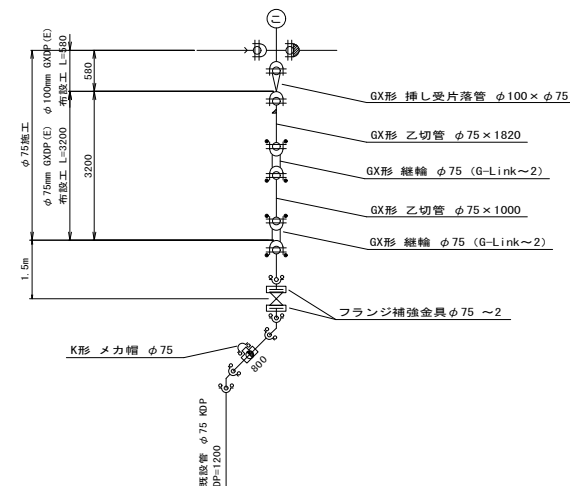 ニ
φ100mm GXDP(E)
布設工 L=580
580
GX形 挿し受片落管 φ100×φ75
φ75施工
φ75mm GXDP(E)
布設工 L=3200
3200
GX形 乙切管 φ75×1820
GX形 継輪 φ75 (G-Link~2)
GX形 乙切管 φ75×1000
GX形 継輪 φ75 (G-Link~2)
1.5m
フランジ補強金具φ75 ~2
K形 メカ帽 φ75
800
既設管 φ75 KDP
DP=1200